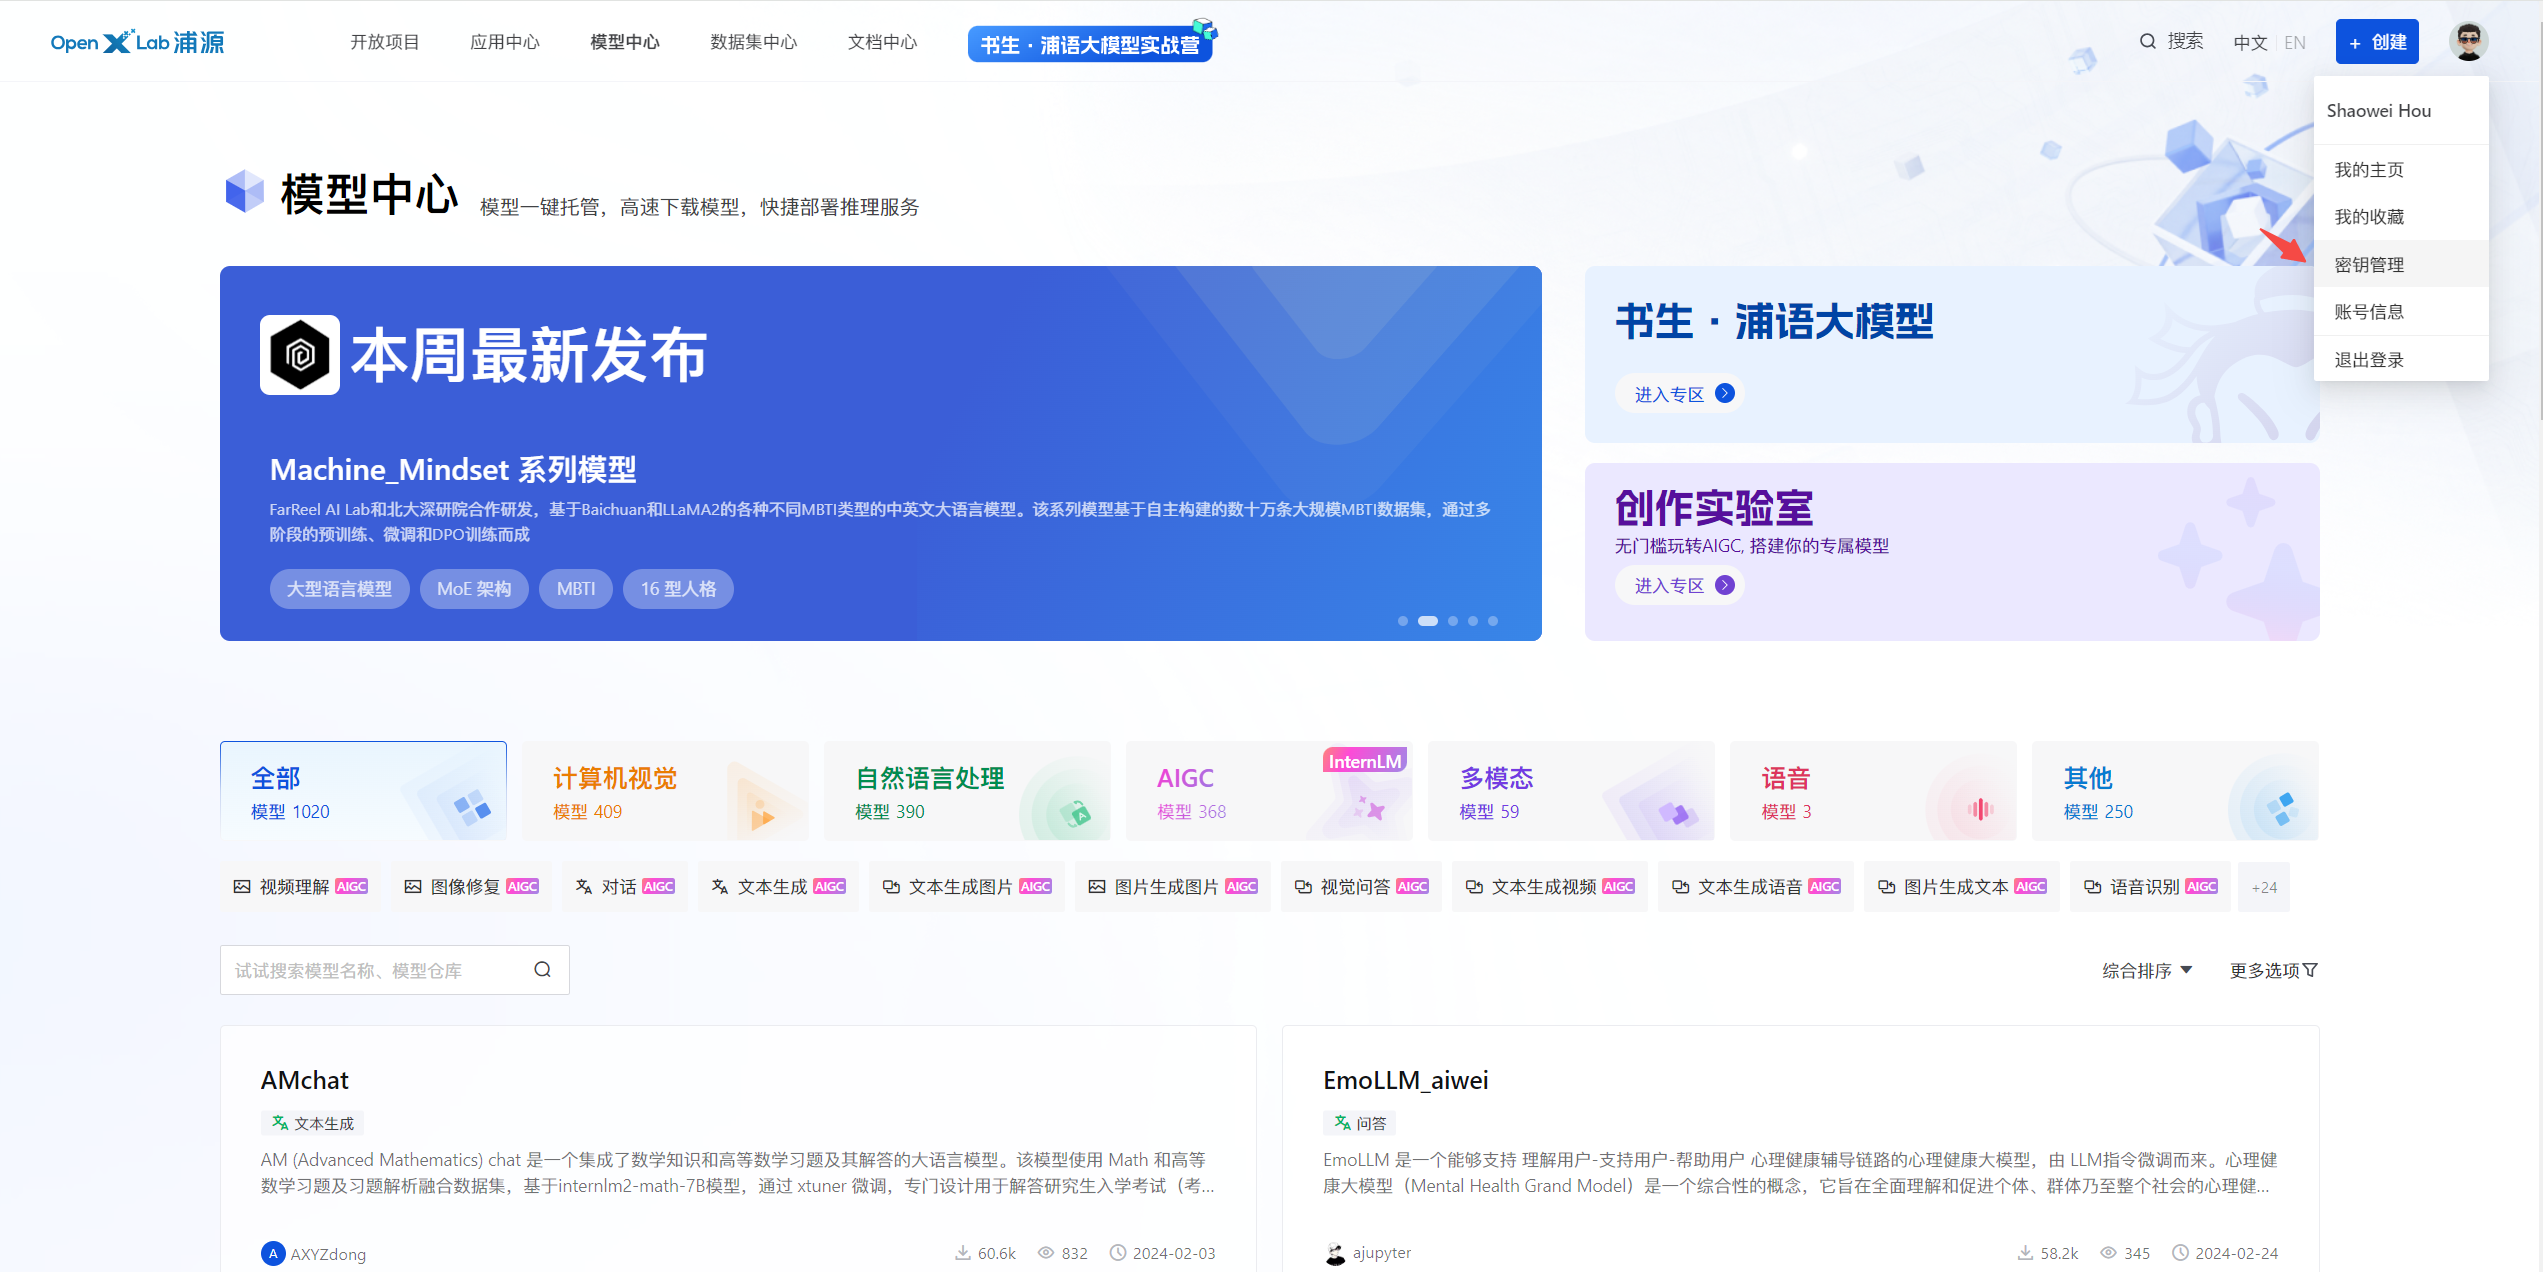 OpenXLab浦源
开放项目
应用中心
模型中心
数据集中心
文档中心
书生·浦语大模型实战营
搜索
中文 EN
+ 创建
Shaowei Hou
我的主页
我的收藏
密钥管理
账号信息
退出登录
模型中心
模型一键托管，高速下载模型，快捷部署推理服务
本周最新发布
Machine_Mindset 系列模型
FarReel AI Lab和北大深研院合作研发，基于Baichuan和LLaMA2的各种不同MBTI类型的中英文大语言模型。该系列模型基于自主构建的数十万条大规模MBTI数据集，通过多
阶段的预训练、微调和DPO训练而成
大型语言模型
MoE 架构
MBTI
16 型人格
书生·浦语大模型
进入专区
创作实验室
无门槛玩转AIGC, 搭建你的专属模型
进入专区
全部
模型 1020
计算机视觉
模型 409
自然语言处理
模型 390
InternLM
AIGC
模型 368
多模态
模型 59
语音
模型 3
其他
模型 250
视频理解 AIGC
图像修复 AIGC
对话 AIGC
文本生成 AIGC
文本生成图片 AIGC
图片生成图片 AIGC
视觉问答 AIGC
文本生成视频 AIGC
文本生成语音 AIGC
图片生成文本 AIGC
语音识别 AIGC
+24
试试搜索模型名称、模型仓库
综合排序
更多选项
AMchat
文本生成
AM (Advanced Mathematics) chat 是一个集成了数学知识和高等数学习题及其解答的大语言模型。该模型使用 Math 和高等
数学习题及习题解析融合数据集，基于internlm2-math-7B模型，通过 xtuner 微调，专门设计用于解答研究生入学考试（考...
A AXYZdong
60.6k
832
2024-02-03
EmoLLM_aiwei
问答
EmoLLM 是一个能够支持 理解用户-支持用户-帮助用户 心理健康辅导链路的心理健康大模型，由 LLM指令微调而来。心理健
康大模型（Mental Health Grand Model）是一个综合性的概念，它旨在全面理解和促进个体、群体乃至整个社会的心理健...
ajupyter
58.2k
345
2024-02-24